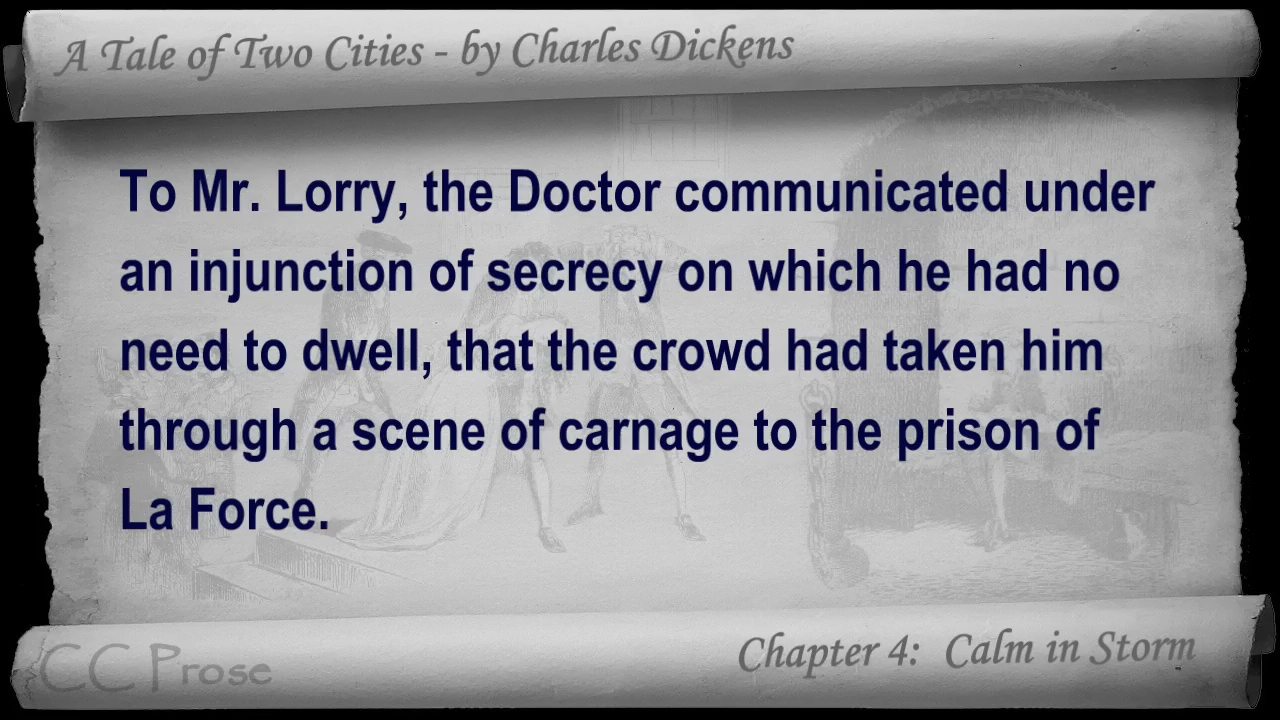 A Tale of Two Cities - by Charles Dickens
To Mr. Lorry, the Doctor communicated under
an injunction of secrecy on which he had no
need to dwell, that the crowd had taken him
through a scene of carnage to the prison of
La Force.
CC Prose
Chapter 4: Calm in Storm